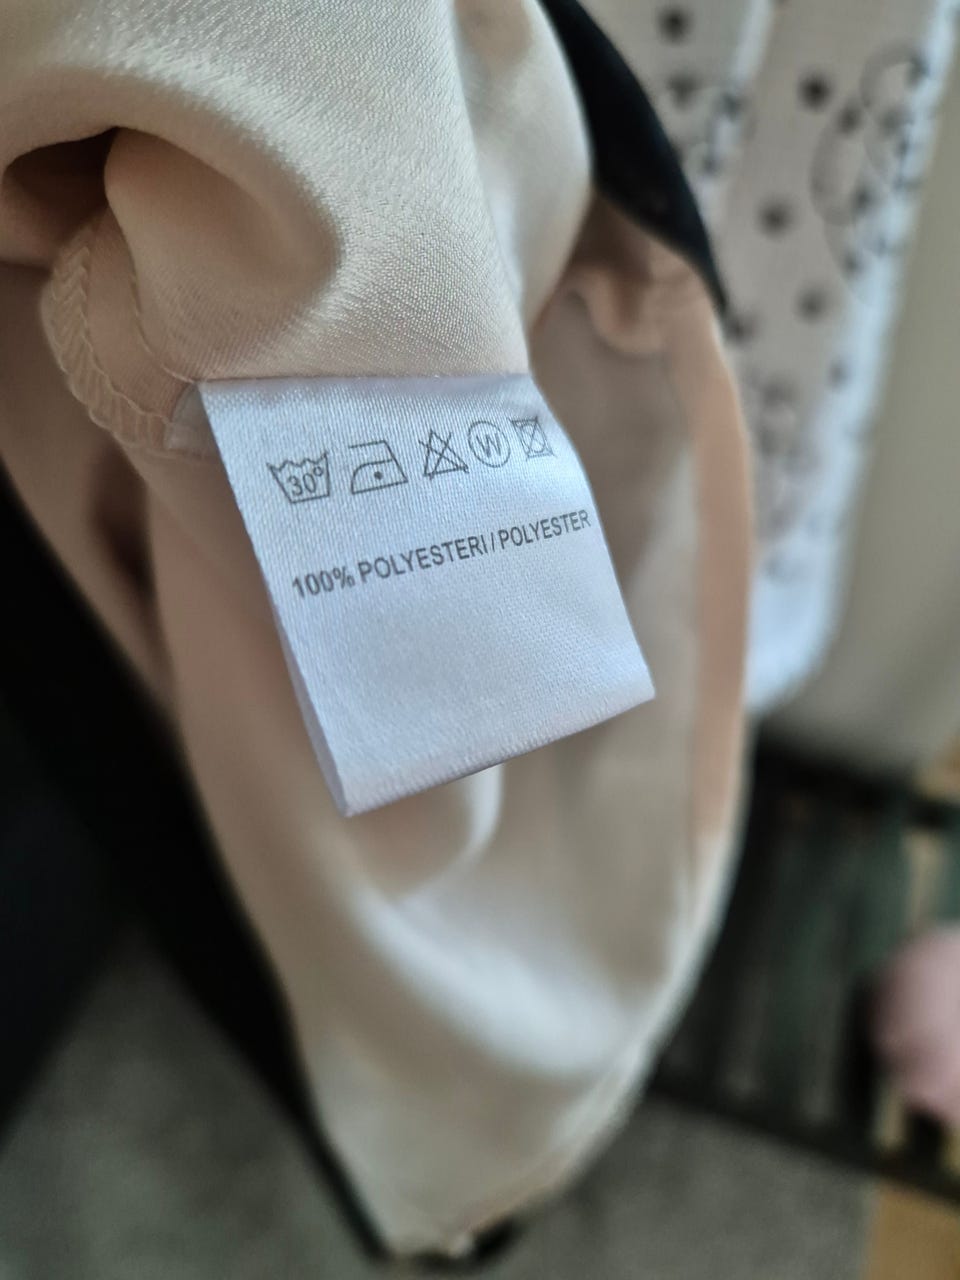 30° W
100% POLYESTERI / POLYESTER